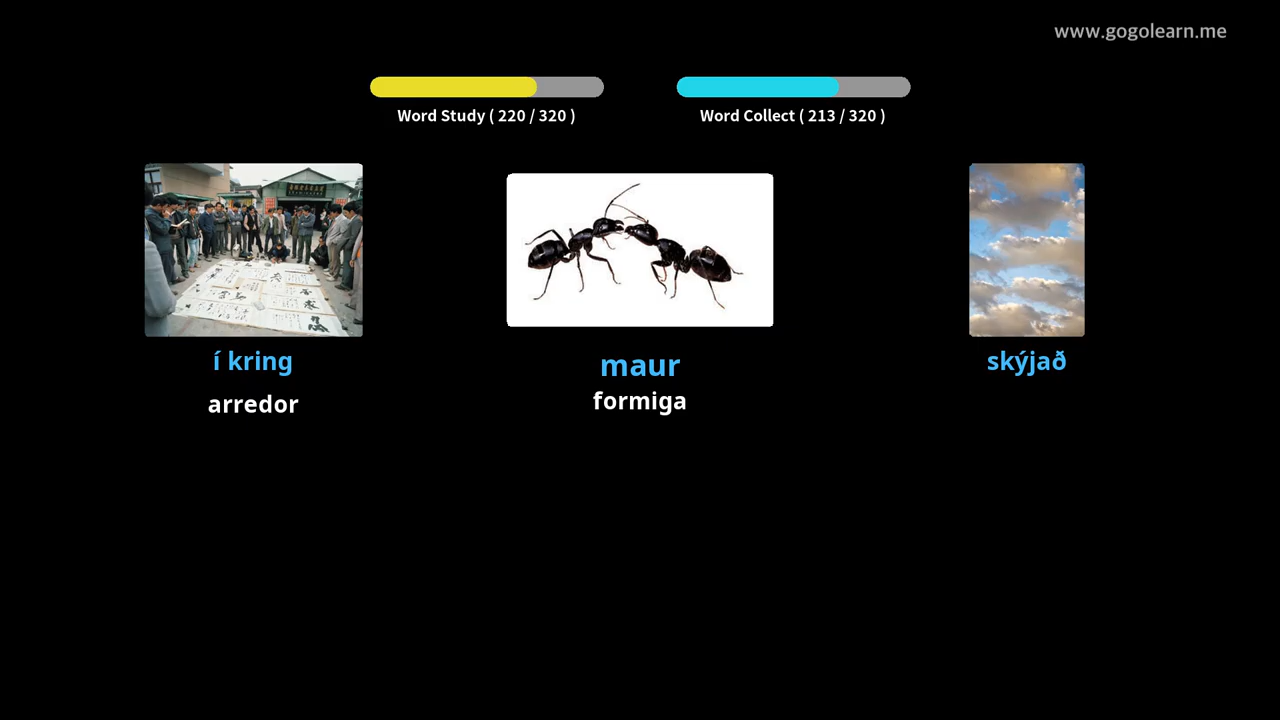 www.gogolearn.me
Word Study ( 220 / 320 )
Word Collect ( 213 / 320 )
í kring
arredor
maur
formiga
skýjað